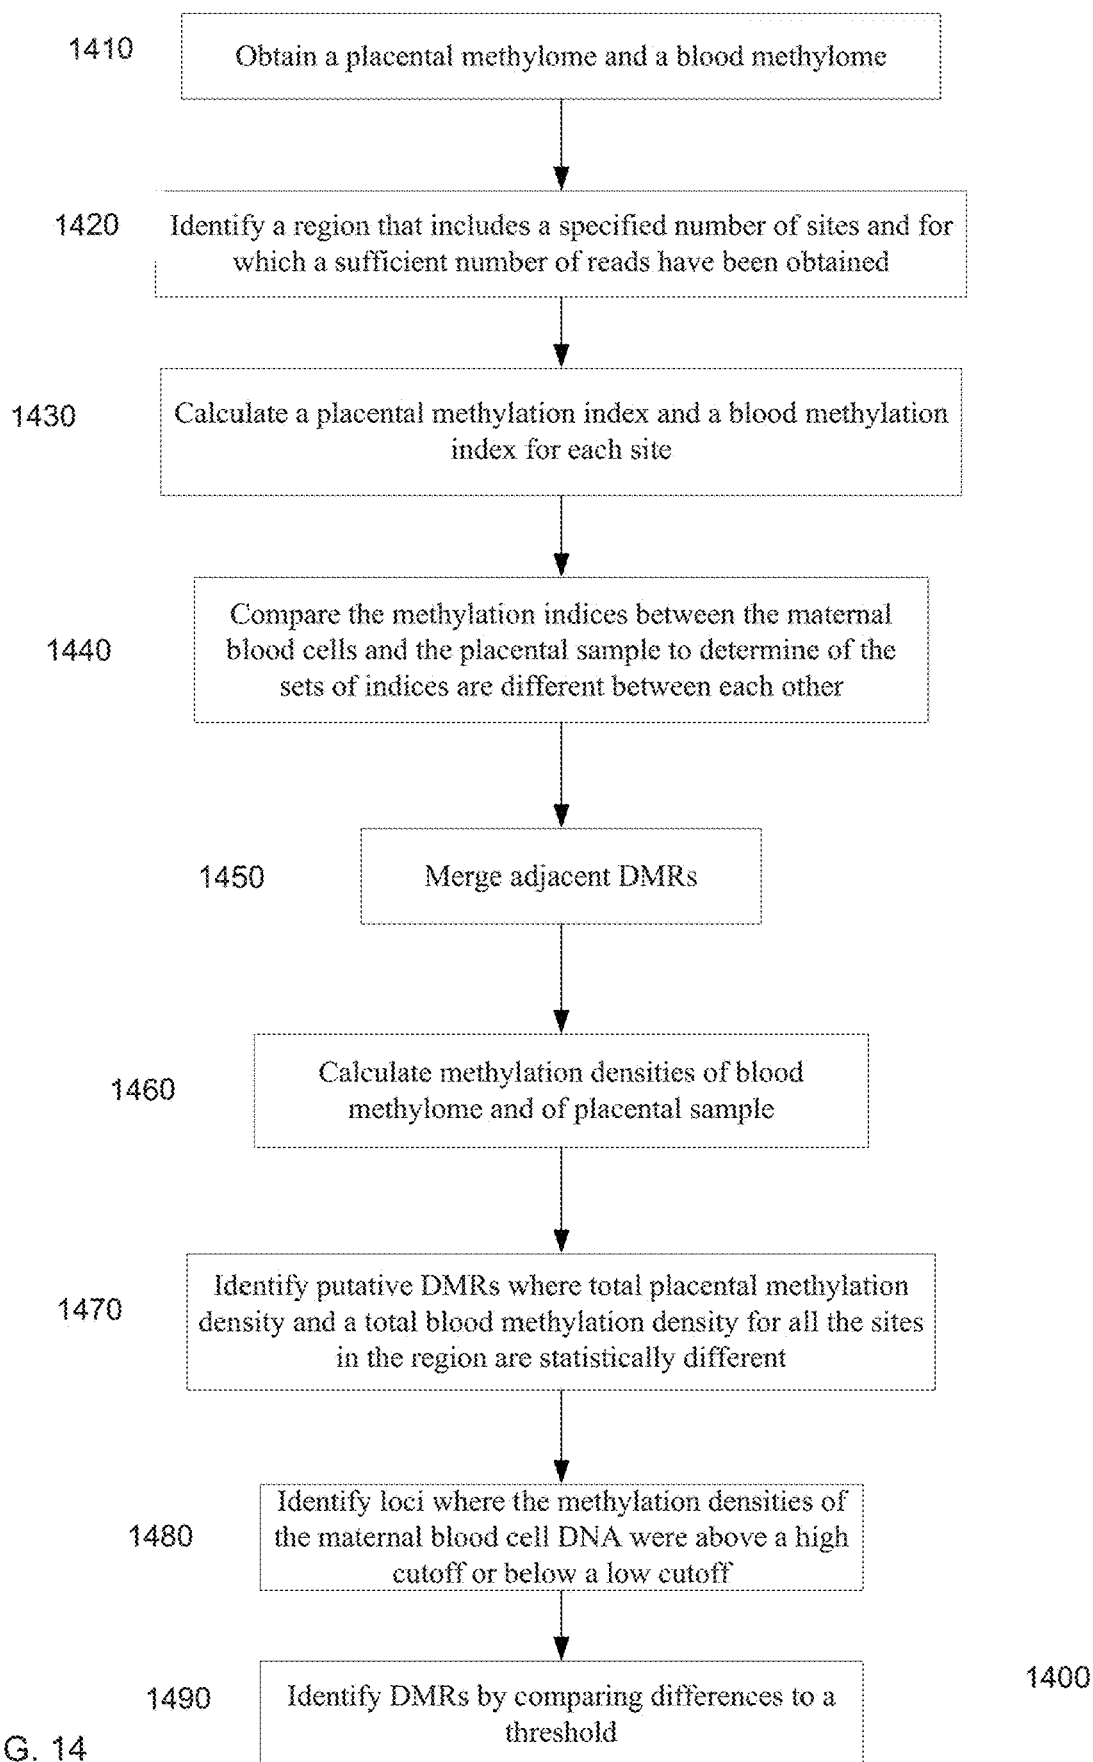 1410
Obtain a placental methylome and a blood methylome
1420
Identify a region that includes a specified number of sites and for
which a sufficient number of reads have been obtained
1430
Calculate a placental methylation index and a blood methylation
index for each site
1440
Compare the methylation indices between the maternal
blood cells and the placental sample to determine of the
sets of indices are different between each other
1450
Merge adjacent DMRs
1460
Calculate methylation densities of blood
methylome and of placental sample
1470
Identify putative DMRs where total placental methylation
density and a total blood methylation density for all the sites
in the region are statistically different
1480
Identify loci where the methylation densities of
the maternal blood cell DNA were above a high
cutoff or below a low cutoff
1490
Identify DMRs by comparing differences to a
threshold
1400
G. 14